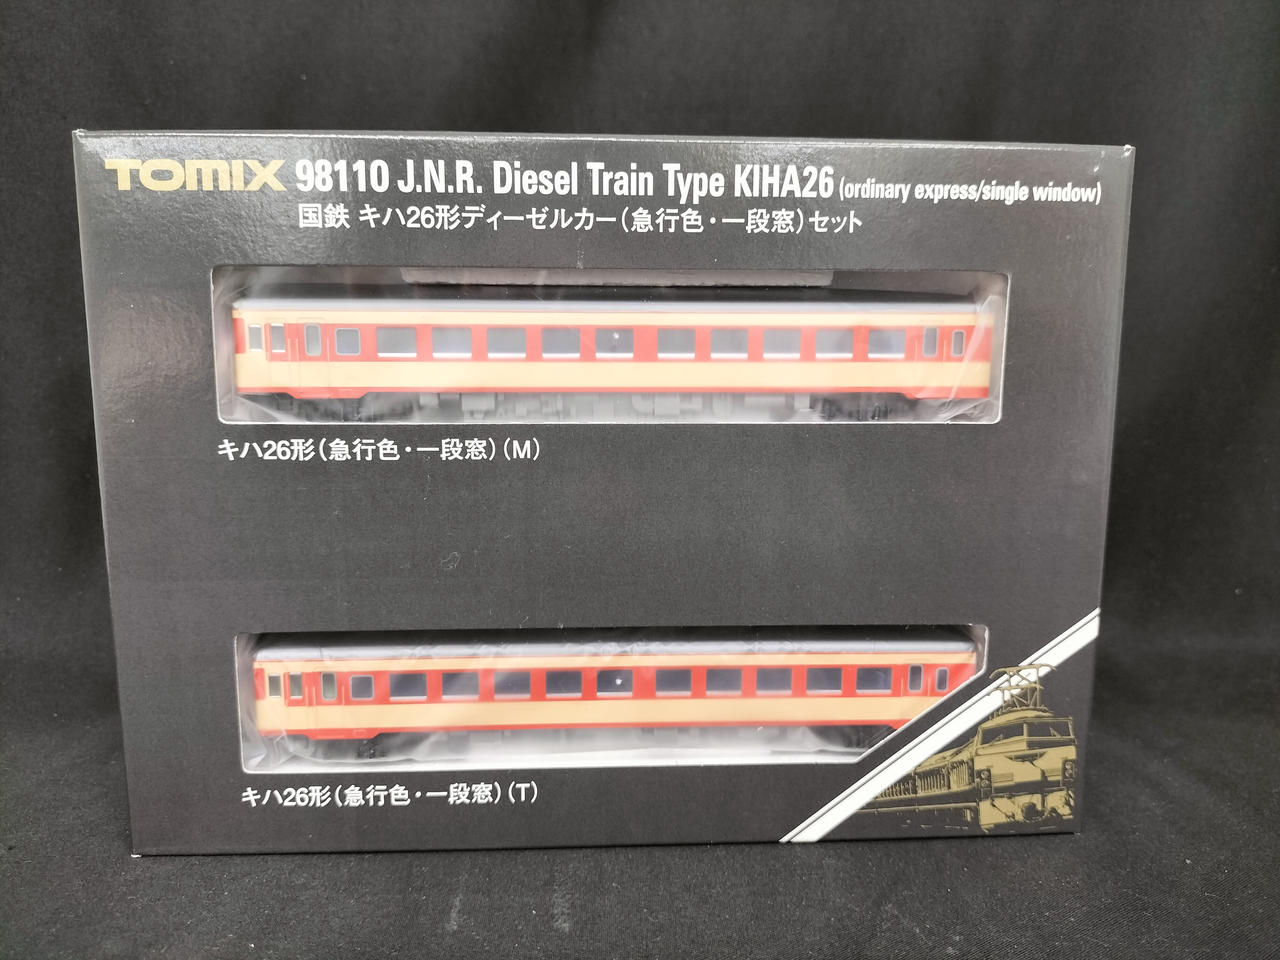 TOMIX 98110 J.N.R. Diesel Train Type KIHA26 (ordinary express/single window)
国鉄 キハ26形ディーゼルカー(急行色・一段窓)セット
キハ26形(急行色・一段窓)(M)
キハ26形(急行色・一段窓)(T)